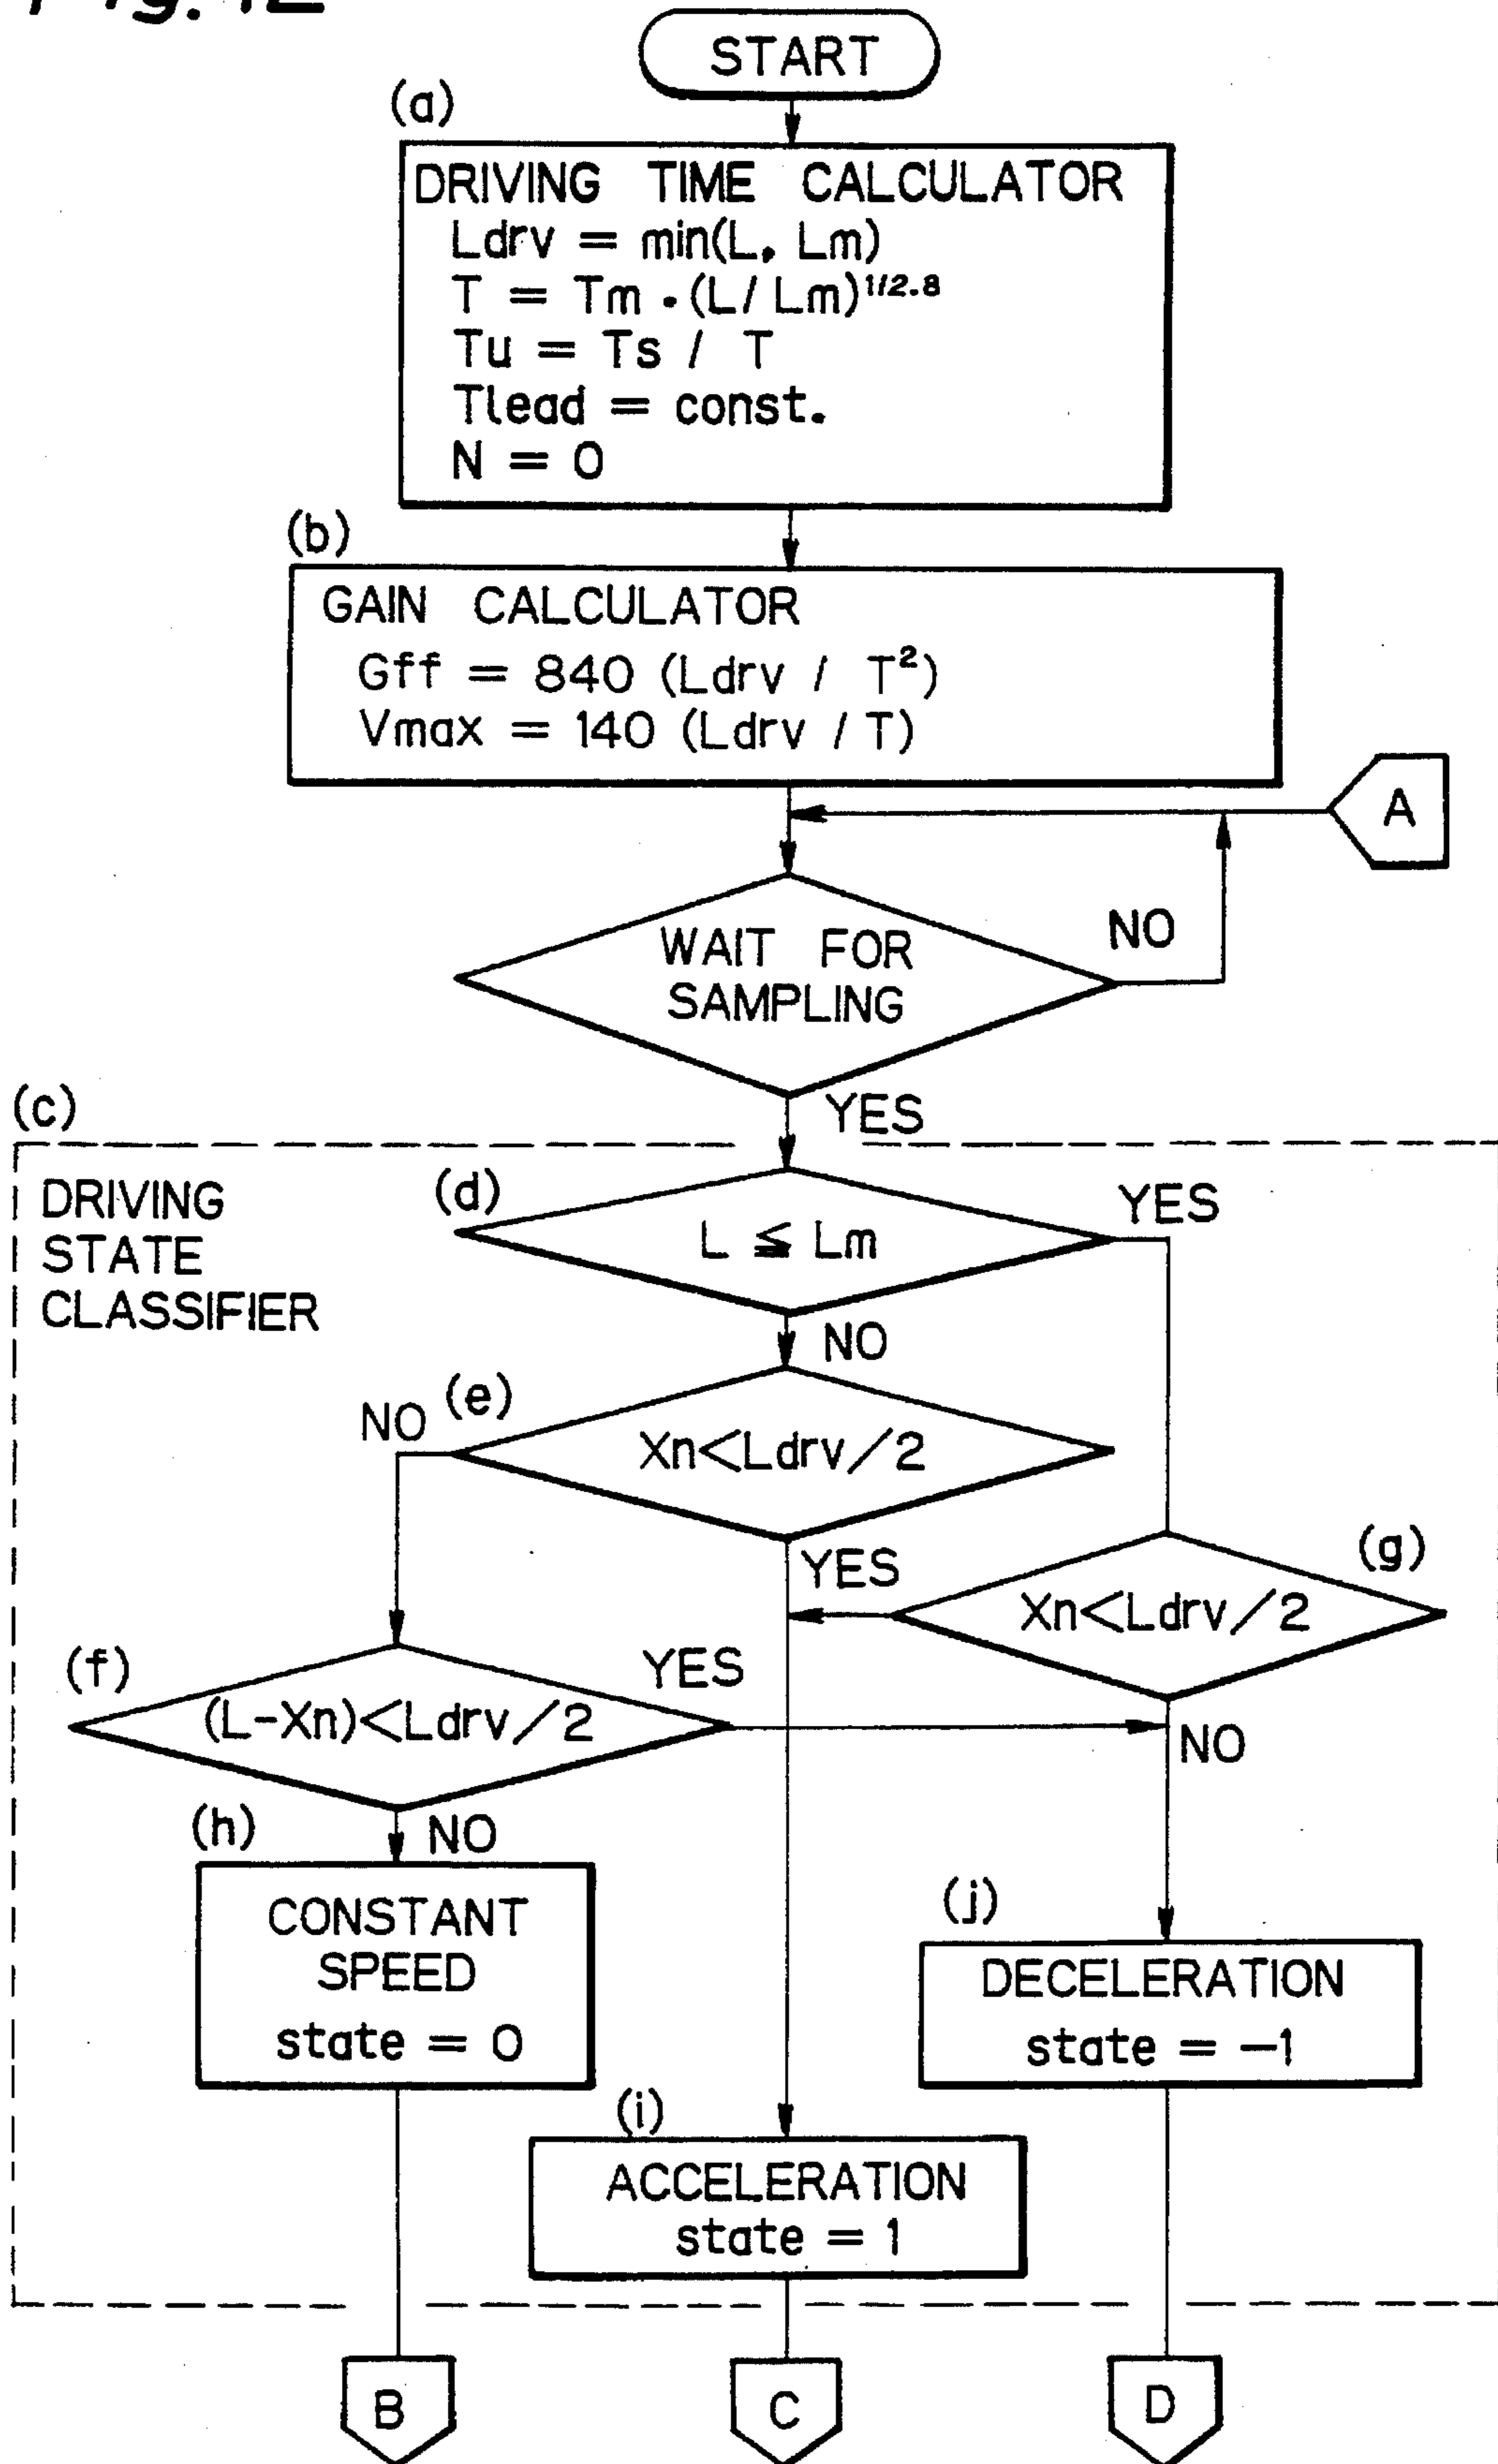 Fig. 12
START
(a)
DRIVING TIME CALCULATOR
Ldrv = min(L, Lm)
T = Tm · (L/Lm)^1/2.8
Tu = Ts / T
Tlead = const.
N = 0
(b)
GAIN CALCULATOR
Gff = 840 (Ldrv / T²)
Vmax = 140 (Ldrv / T)
A
WAIT FOR
SAMPLING
NO
YES
(c)
DRIVING
STATE
CLASSIFIER
(d)
L ≦ Lm
YES
NO
(e)
NO
Xn<Ldrv/2
YES
(g)
Xn<Ldrv/2
(f)
(L-Xn)<Ldrv/2
YES
NO
(h)
NO
CONSTANT
SPEED
state = 0
(j)
DECELERATION
state = -1
(i)
ACCELERATION
state = 1
B
C
D